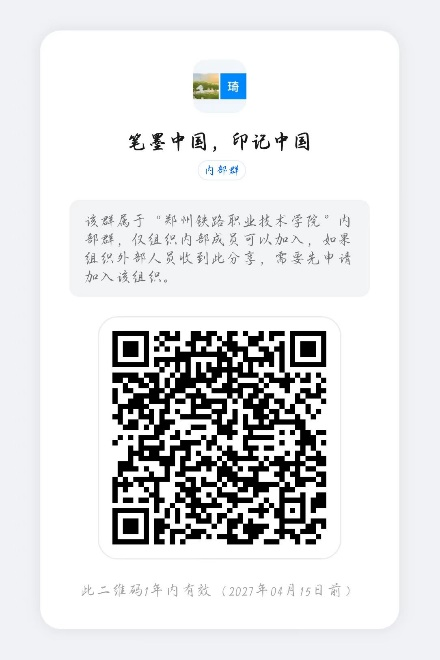 琦
笔墨中国，印记中国
内部群
该群属于“郑州铁路职业技术学院”内
部群，仅组织内部成员可以加入，如果
组织外部人员收到此分享，需要先申请
加入该组织。
此二维码1年内有效（2027年04月15日前）